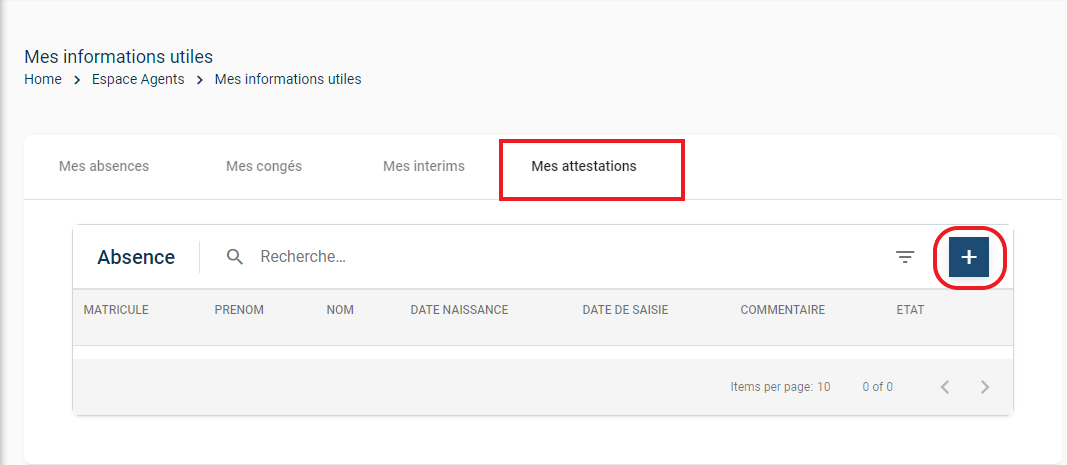 Mes informations utiles
Home > Espace Agents > Mes informations utiles
Mes absences Mes congés Mes interims Mes attestations
Absence Recherche... +
MATRICULE PRENOM NOM DATE NAISSANCE DATE DE SAISIE COMMENTAIRE ETAT
Items per page: 10 0 of 0